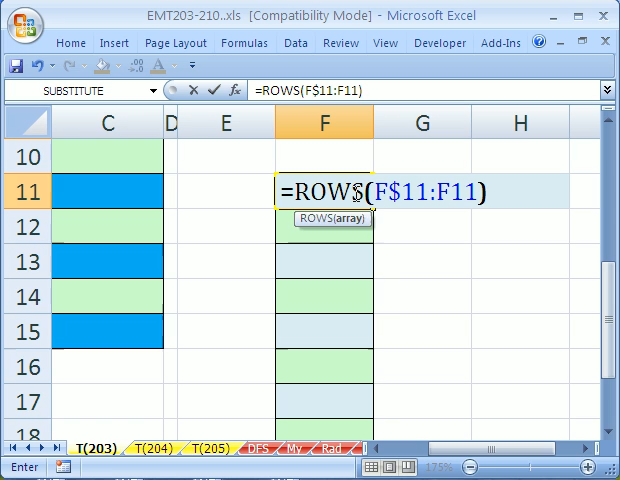 EMT203-210..xls [Compatibility Mode] - Microsoft Excel
Home Insert Page Layout Formulas Data Review View Developer Add-Ins
SUBSTITUTE fx =ROWS(F$11:F11)
C D E F G H
10
11 =ROWS(F$11:F11)
ROWS(array)
12
13
14
15
16
17
18
T(203) T(204) T(205) DFS My Rad
Enter 175%